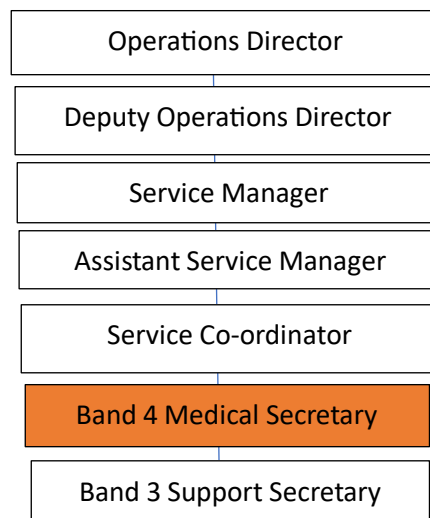 Operations Director
Deputy Operations Director
Service Manager
Assistant Service Manager
Service Co-ordinator
Band 4 Medical Secretary
Band 3 Support Secretary